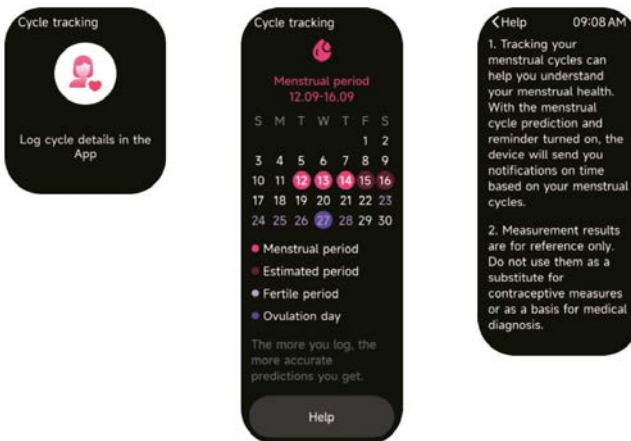 Cycle tracking
Log cycle details in the
App
Cycle tracking
Menstrual period
12.09-16.09
S M T W T F S
1 2
3 4 5 6 7 8 9
10 11 12 13 14 15 16
17 18 19 20 21 22 23
24 25 26 27 28 29 30
Menstrual period
Estimated period
Fertile period
Ovulation day
The more you log, the
more accurate
predictions you get.
Help
Help 09:08 AM
1. Tracking your
menstrual cycles can
help you understand
your menstrual health.
With the menstrual
cycle prediction and
reminder turned on, the
device will send you
notifications on time
based on your menstrual
cycles.
2. Measurement results
are for reference only.
Do not use them as a
substitute for
contraceptive measures
or as a basis for medical
diagnosis.